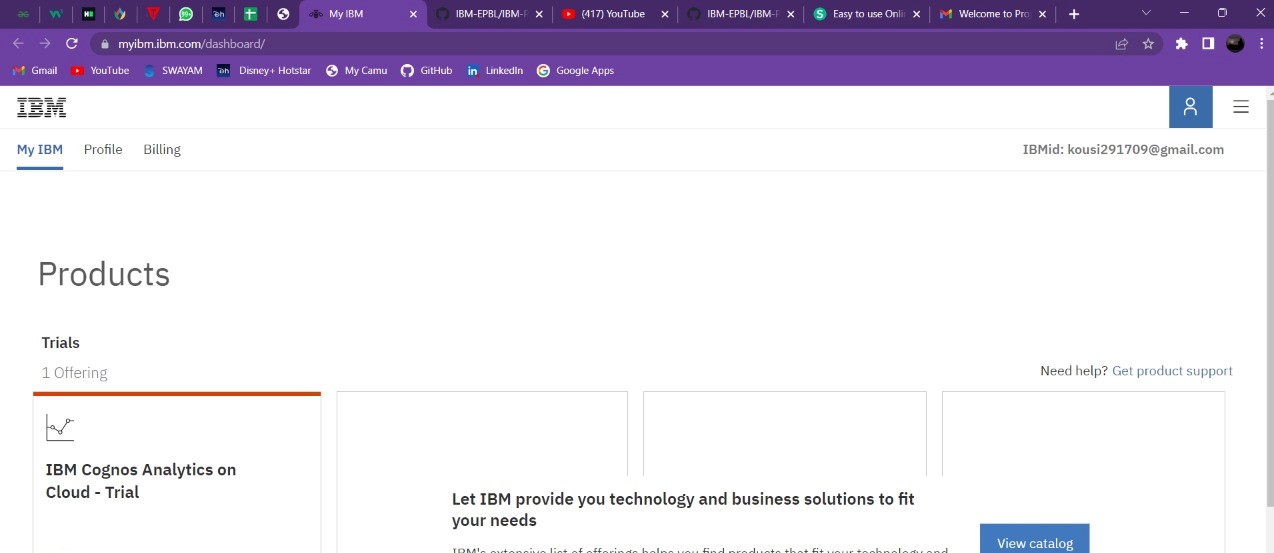 My IBM
IBM-EPBL/IBM-P
(417) YouTube
IBM-EPBL/IBM-P
Easy to use Onli
Welcome to Pro
myibm.ibm.com/dashboard/
Gmail YouTube SWAYAM Disney+ Hotstar My Camu GitHub LinkedIn Google Apps
IBM
My IBM Profile Billing IBMid: kousi291709@gmail.com
Products
Trials
1 Offering
Need help? Get product support
IBM Cognos Analytics on
Cloud - Trial
Let IBM provide you technology and business solutions to fit
your needs
View catalog
IBM's extensive list of offerings helps you find products that fit your technology and